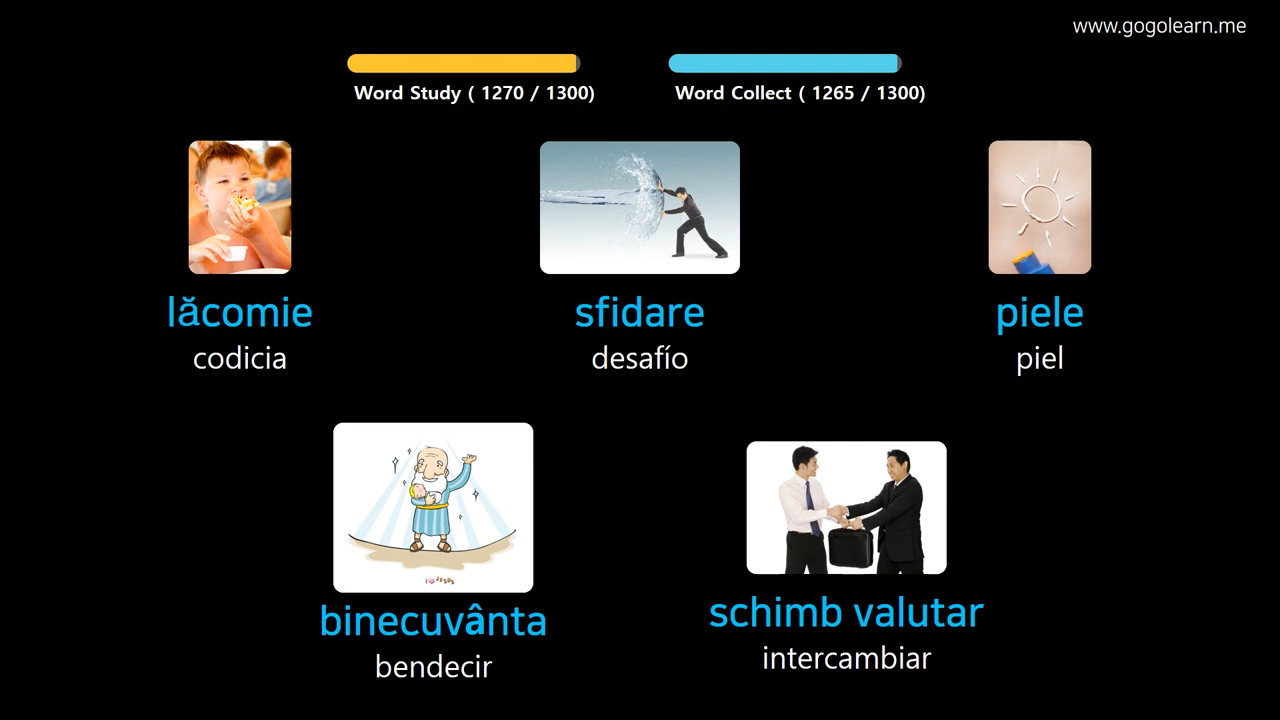 www.gogolearn.me
Word Study ( 1270 / 1300)
Word Collect ( 1265 / 1300)
lăcomie
codicia
sfidare
desafío
piele
piel
I JESUS
binecuvânta
bendecir
schimb valutar
intercambiar